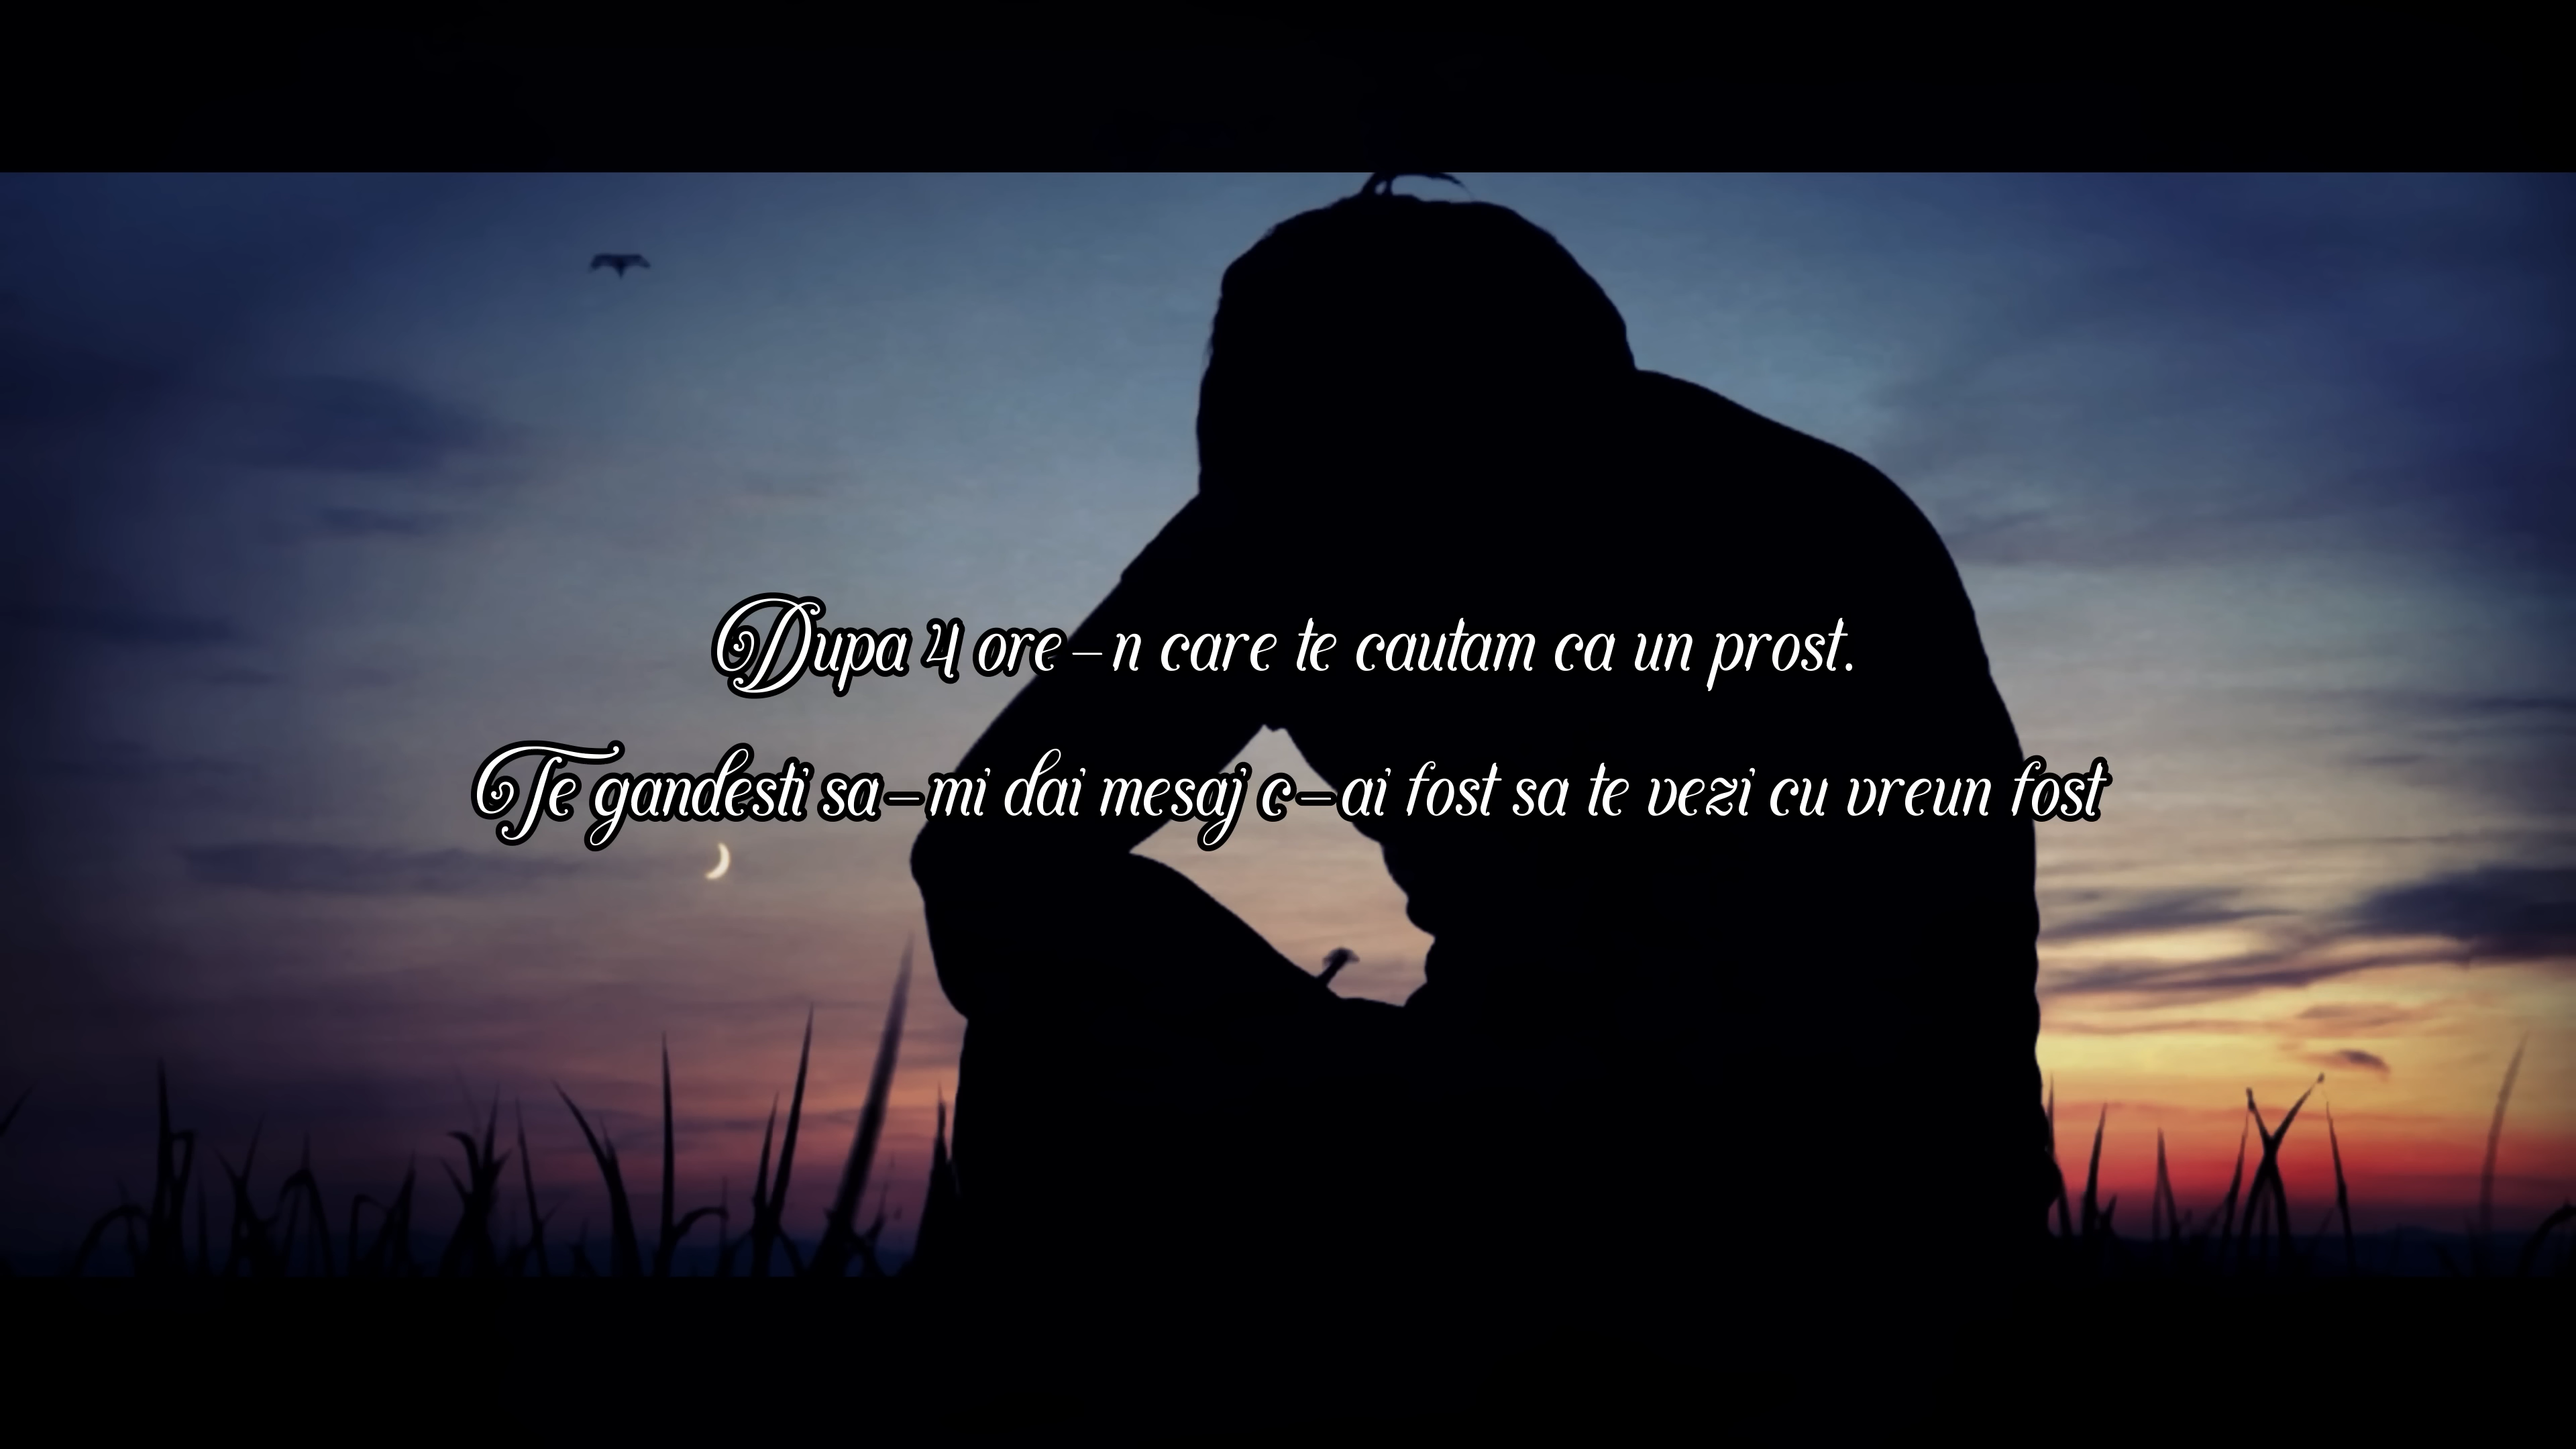 Dupa 4 ore-n care te cautam ca un prost.
Te gandesti sa-mi dai mesaj c-ai fost sa te vezi cu vreun fost